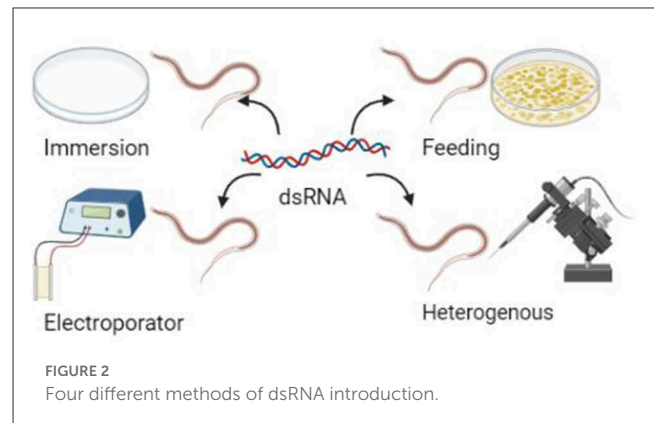 Immersion
Feeding
dsRNA
Electroporator
Heterogenous
FIGURE 2
Four different methods of dsRNA introduction.